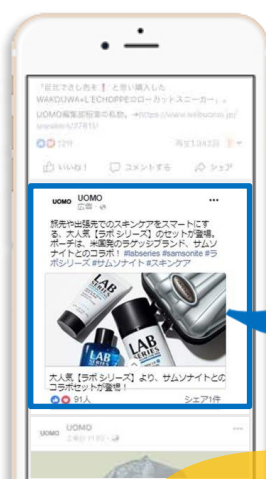 「足元でさし色を！と思い購入した
WAKOUWA×L'ECHOPPEのローカットスニーカー」。
UOMO編集部
いいね！ コメントする シェア
UOMO UOMO
広告・
旅先や出張先でのスキンケアをスマートにす
る、大人気【ラボ シリーズ】のセットが登場。
ポーチは、米国発のラゲッジブランド、サムソ
ナイトとのコラボ！ #labseries #samsonite #ラ
ボシリーズ #サムソナイト #スキンケア
LAB SERIES
LAB SERIES
LAB SERIES
大人気【ラボ シリーズ】より、サムソナイトとの
コラボセットが登場！
91人 シェア1件
UOMO UOMO